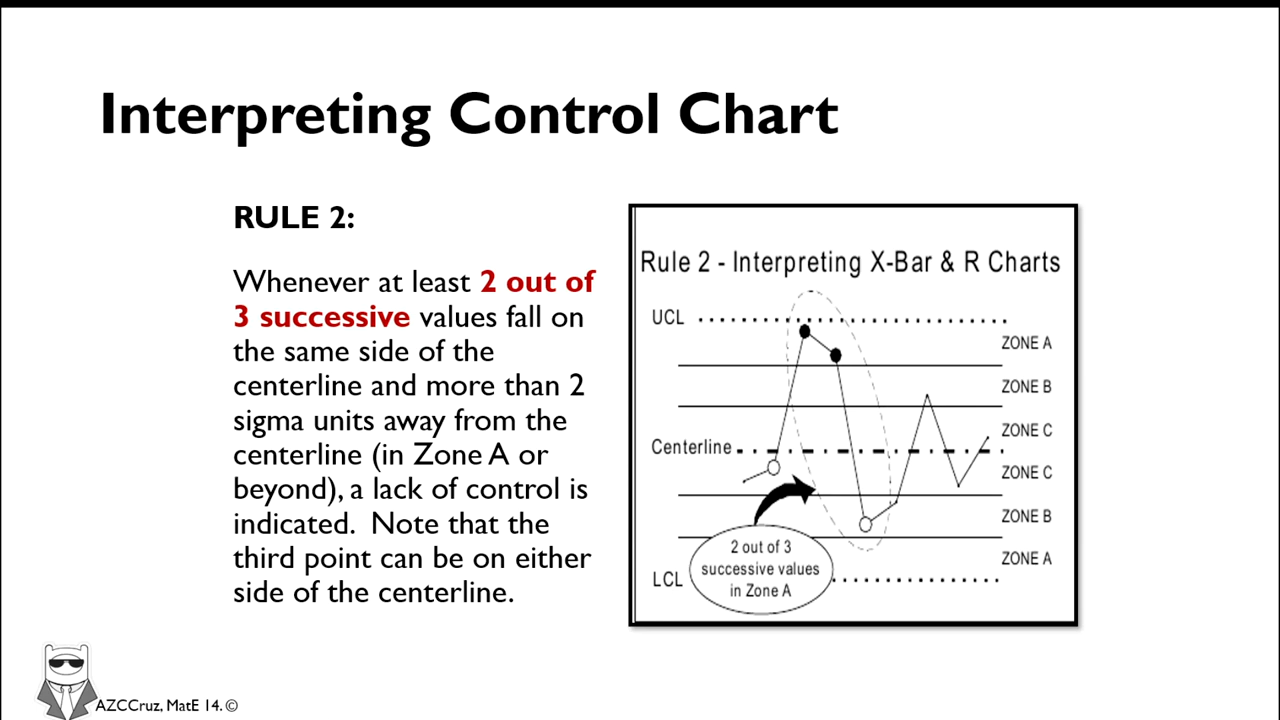 Interpreting Control Chart
RULE 2:
Whenever at least 2 out of
3 successive values fall on
the same side of the
centerline and more than 2
sigma units away from the
centerline (in Zone A or
beyond), a lack of control is
indicated.  Note that the
third point can be on either
side of the centerline.
Rule 2 - Interpreting X-Bar & R Charts
UCL
ZONE A
ZONE B
ZONE C
Centerline
ZONE C
ZONE B
ZONE A
2 out of 3
successive values
in Zone A
LCL
AZCCruz, MatE 14. ©